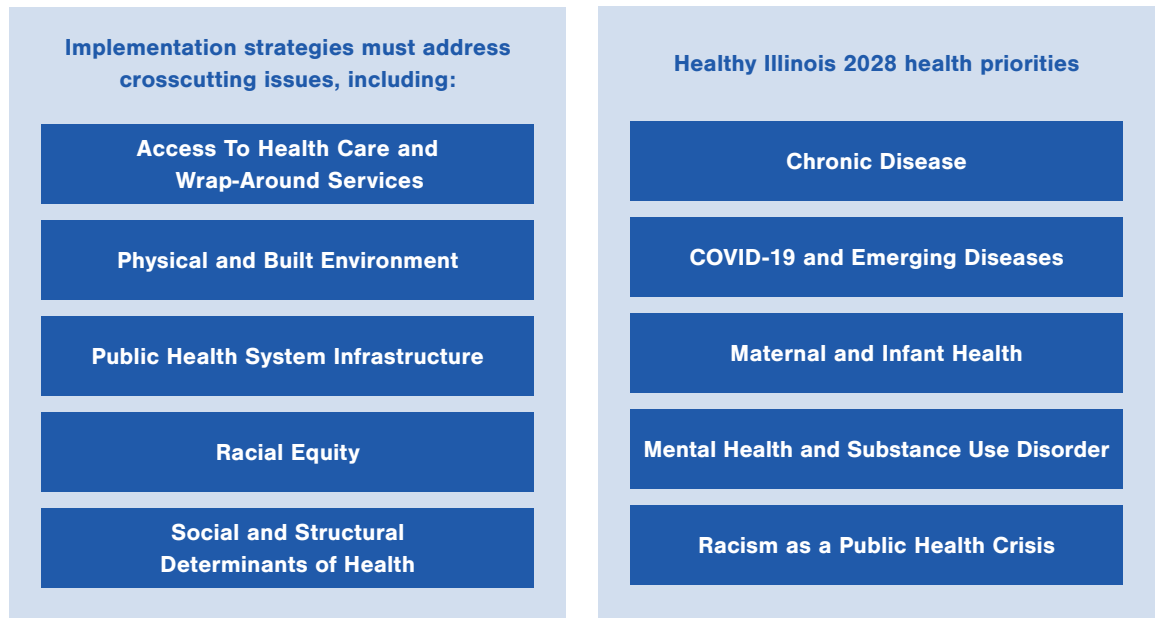 Implementation strategies must address
crosscutting issues, including:
Access To Health Care and
Wrap-Around Services
Physical and Built Environment
Public Health System Infrastructure
Racial Equity
Social and Structural
Determinants of Health
Healthy Illinois 2028 health priorities
Chronic Disease
COVID-19 and Emerging Diseases
Maternal and Infant Health
Mental Health and Substance Use Disorder
Racism as a Public Health Crisis